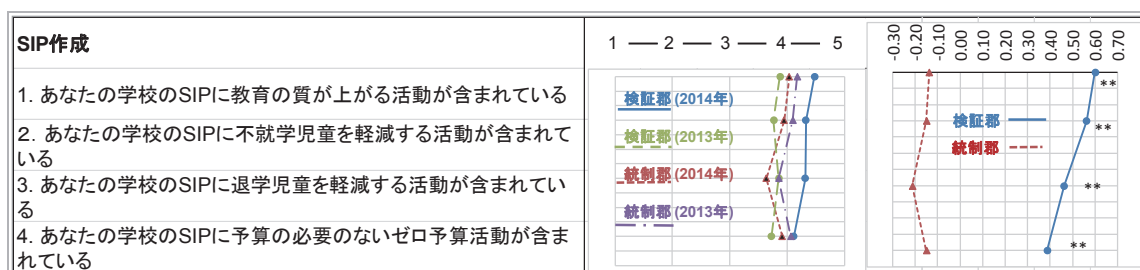 SIP作成
1 — 2 — 3 — 4 — 5
-0.30 -0.20 -0.10 0.00 0.10 0.20 0.30 0.40 0.50 0.60 0.70
1. あなたの学校のSIPに教育の質が上がる活動が含まれている
2. あなたの学校のSIPに不就学児童を軽減する活動が含まれて
いる
3. あなたの学校のSIPに退学児童を軽減する活動が含まれてい
る
4. あなたの学校のSIPに予算の必要のないゼロ予算活動が含ま
れている
検証郡 (2014年)
検証郡 (2013年)
統制郡 (2014年)
統制郡 (2013年)
検証郡
統制郡
**
**
**
**